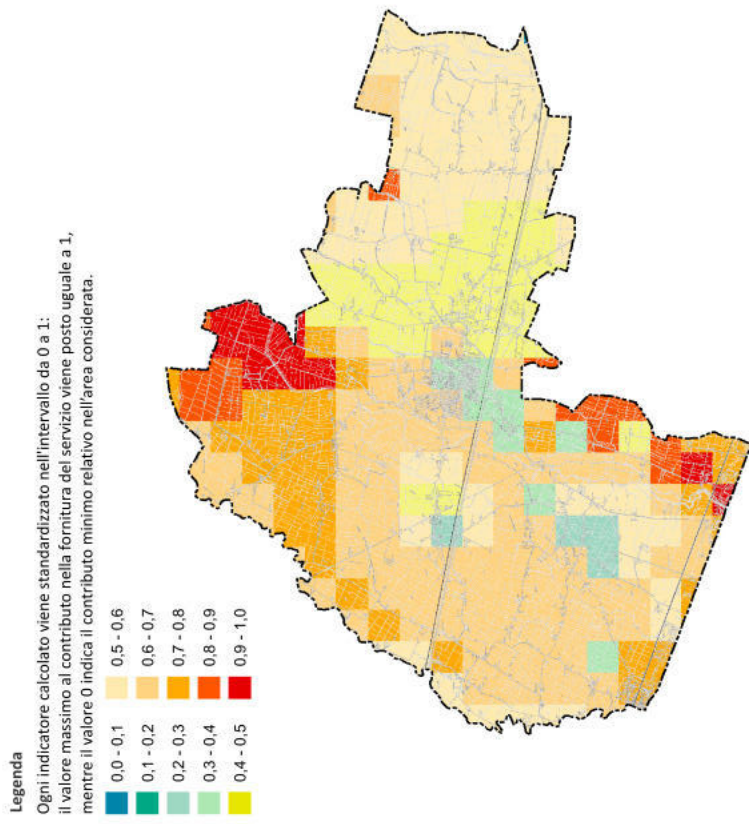 Legenda
Ogni indicatore calcolato viene standardizzato nell'intervallo da 0 a 1:
il valore massimo al contributo nella fornitura del servizio viene posto uguale a 1,
mentre il valore 0 indica il contributo minimo relativo nell'area considerata.
0,0 - 0,1
0,1 - 0,2
0,2 - 0,3
0,3 - 0,4
0,4 - 0,5
0,5 - 0,6
0,6 - 0,7
0,7 - 0,8
0,8 - 0,9
0,9 - 1,0